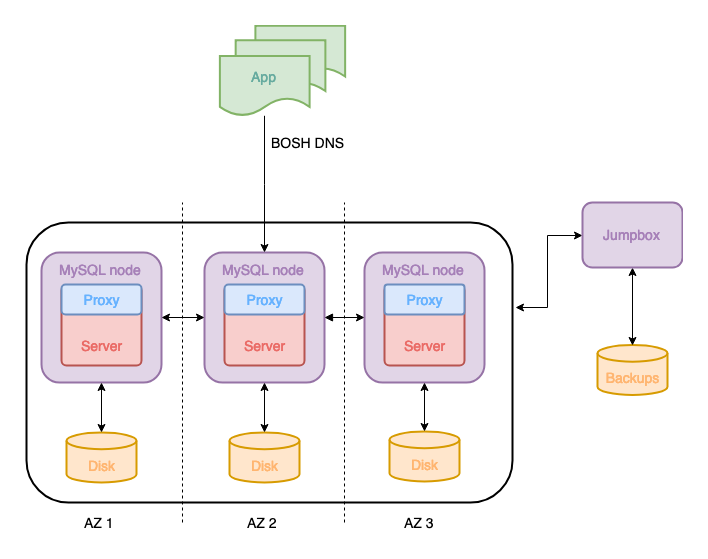 App
BOSH DNS
Jumpbox
MySQL node
MySQL node
MySQL node
Proxy
Proxy
Proxy
Server
Server
Server
Backups
Disk
Disk
Disk
AZ 1
AZ 2
AZ 3